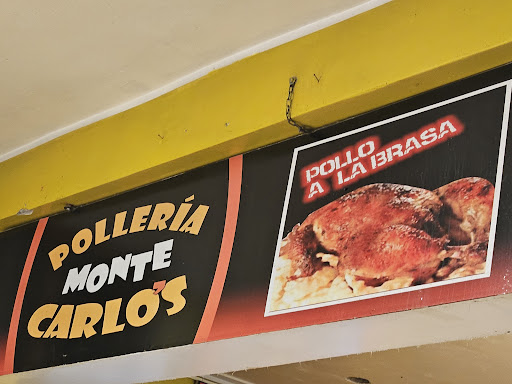 POLLERÍA
MONTE
CARLO'S
POLLO
A LA BRASA